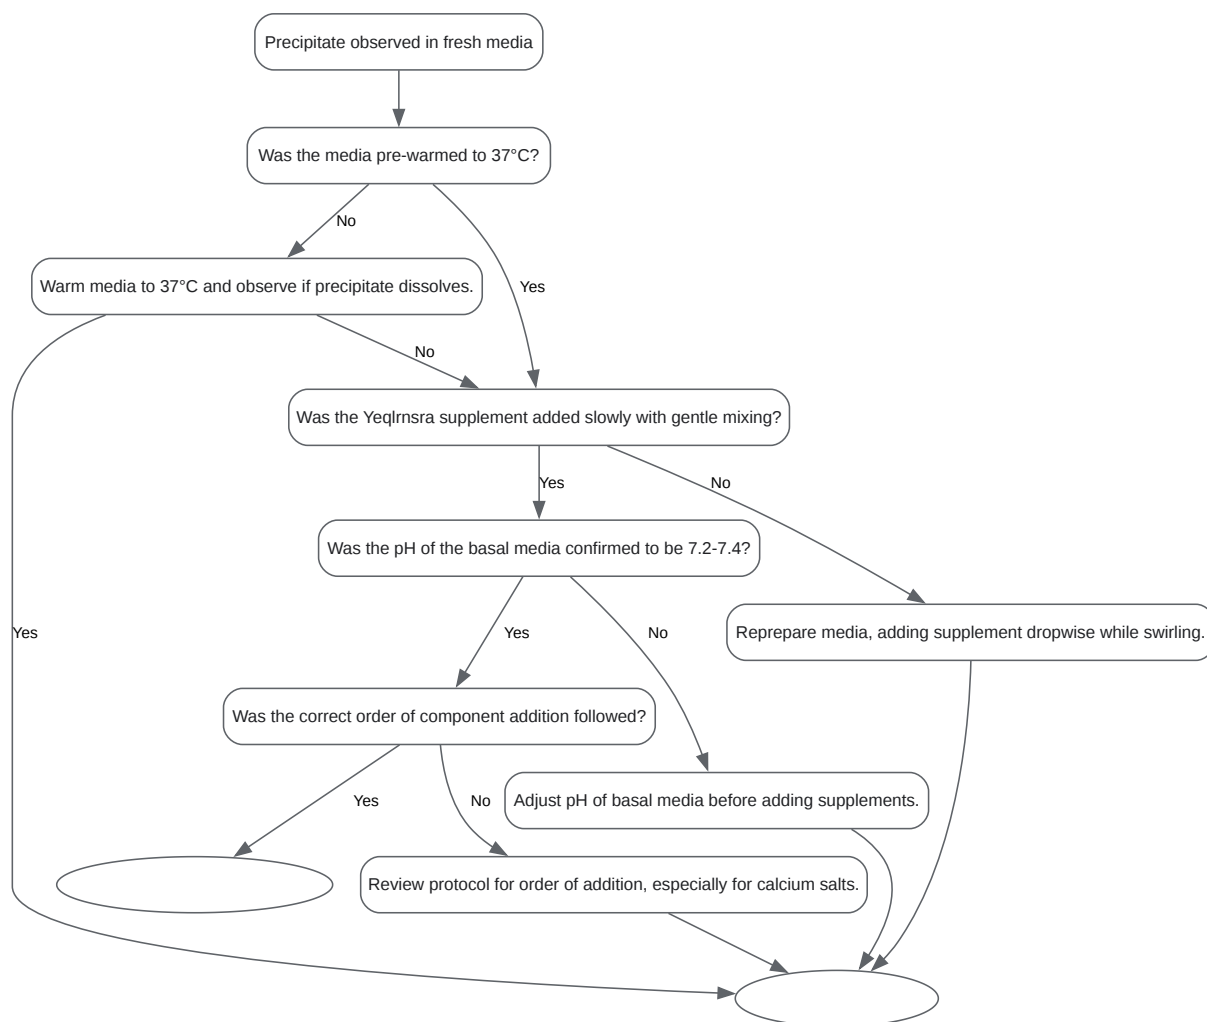 Precipitate observed in fresh media
Was the media pre-warmed to 37°C?
No
Warm media to 37°C and observe if precipitate dissolves.
Yes
No
Was the Yeqlrnsra supplement added slowly with gentle mixing?
Yes
No
Was the pH of the basal media confirmed to be 7.2-7.4?
Yes
Yes
No
Reprepare media, adding supplement dropwise while swirling.
Was the correct order of component addition followed?
Yes
No
Adjust pH of basal media before adding supplements.
Review protocol for order of addition, especially for calcium salts.